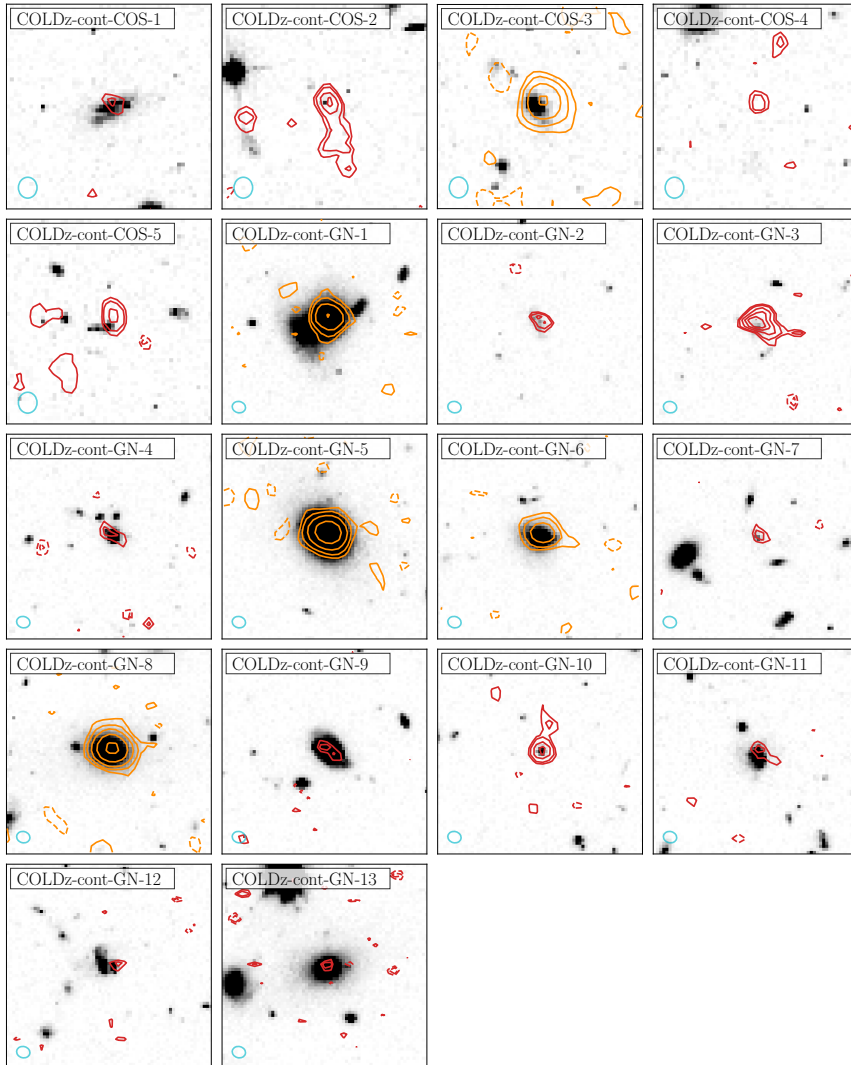 COLDz-cont-COS-1
COLDz-cont-COS-2
COLDz-cont-COS-3
COLDz-cont-COS-4
COLDz-cont-COS-5
COLDz-cont-GN-1
COLDz-cont-GN-2
COLDz-cont-GN-3
COLDz-cont-GN-4
COLDz-cont-GN-5
COLDz-cont-GN-6
COLDz-cont-GN-7
COLDz-cont-GN-8
COLDz-cont-GN-9
COLDz-cont-GN-10
COLDz-cont-GN-11
COLDz-cont-GN-12
COLDz-cont-GN-13